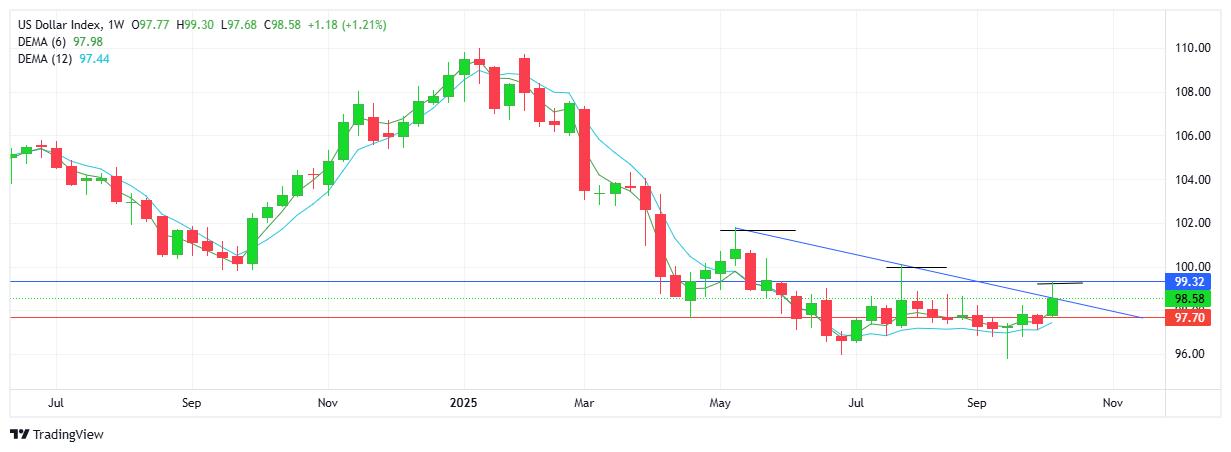 US Dollar Index, 1W O97.77 H99.30 L97.68 C98.58 +1.18 (+1.21%)
DEMA (6) 97.98
DEMA (12) 97.44
110.00
108.00
106.00
104.00
102.00
100.00
99.32
98.58
97.70
96.00
Jul Sep Nov 2025 Mar May Jul Sep Nov
TradingView